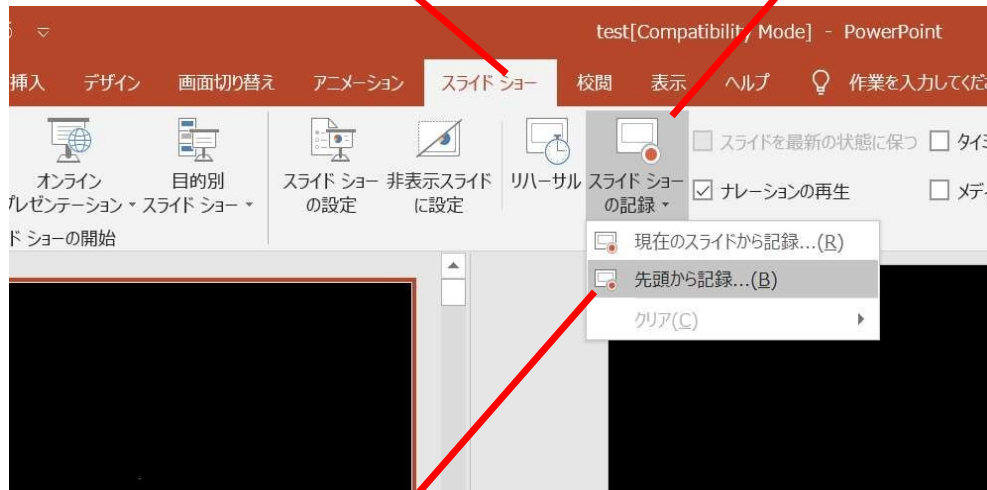 test[Compatibility Mode] - PowerPoint
挿入 デザイン 画面切り替え アニメーション スライド ショー 校閲 表示 ヘルプ 作業を入力してくださ
オンライン
プレゼンテーション
目的別
スライド ショー
スライド ショー
の設定
非表示スライド
に設定
リハーサル
スライド ショー
の記録
スライドを最新の状態に保つ
ナレーションの再生
タイミ
メディ
ド ショーの開始
現在のスライドから記録...(R)
先頭から記録...(B)
クリア(C)